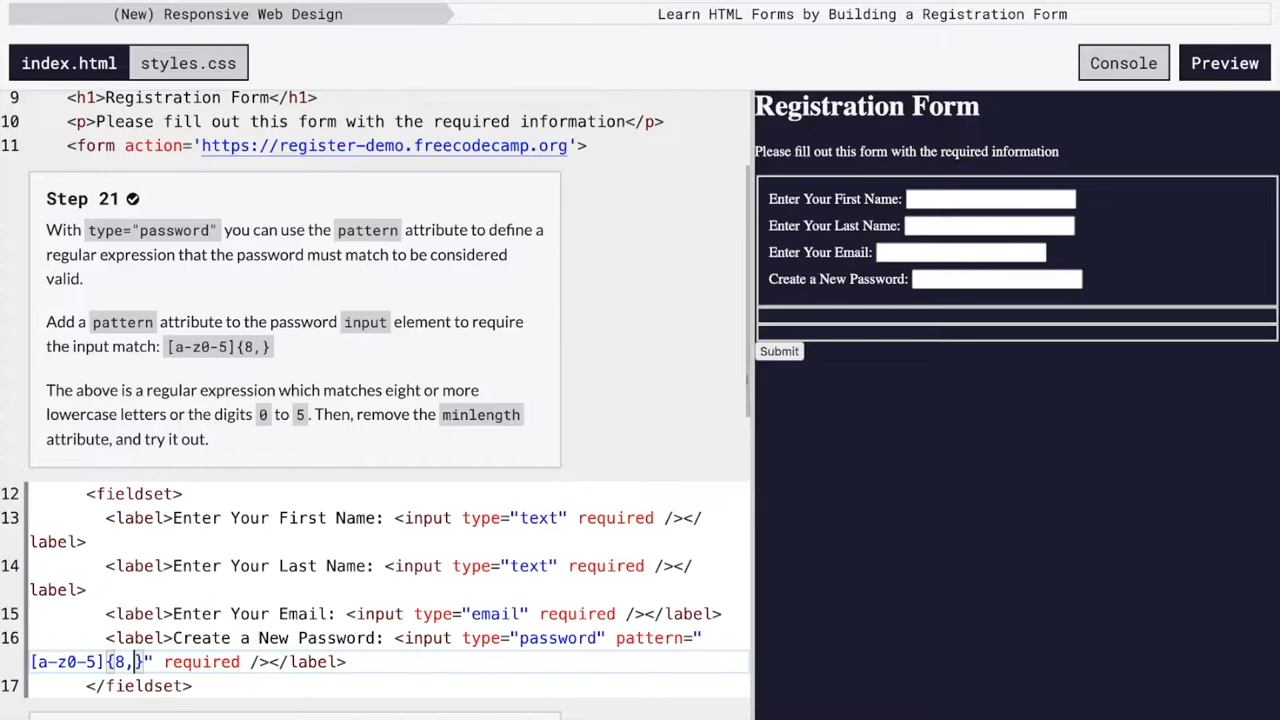 (New) Responsive Web Design
Learn HTML Forms by Building a Registration Form
index.html
styles.css
Console
Preview
9 <h1>Registration Form</h1>
10 <p>Please fill out this form with the required information</p>
11 <form action='https://register-demo.freecodecamp.org'>
Step 21
With type="password" you can use the pattern attribute to define a
regular expression that the password must match to be considered
valid.
Add a pattern attribute to the password input element to require
the input match: [a-z0-5]{8,}
The above is a regular expression which matches eight or more
lowercase letters or the digits 0 to 5. Then, remove the minlength
attribute, and try it out.
12 <fieldset>
13 <label>Enter Your First Name: <input type="text" required /></
label>
14 <label>Enter Your Last Name: <input type="text" required /></
label>
15 <label>Enter Your Email: <input type="email" required /></label>
16 <label>Create a New Password: <input type="password" pattern="
[a-z0-5]{8,}" required /></label>
17 </fieldset>
Registration Form
Please fill out this form with the required information
Enter Your First Name:
Enter Your Last Name:
Enter Your Email:
Create a New Password:
Submit